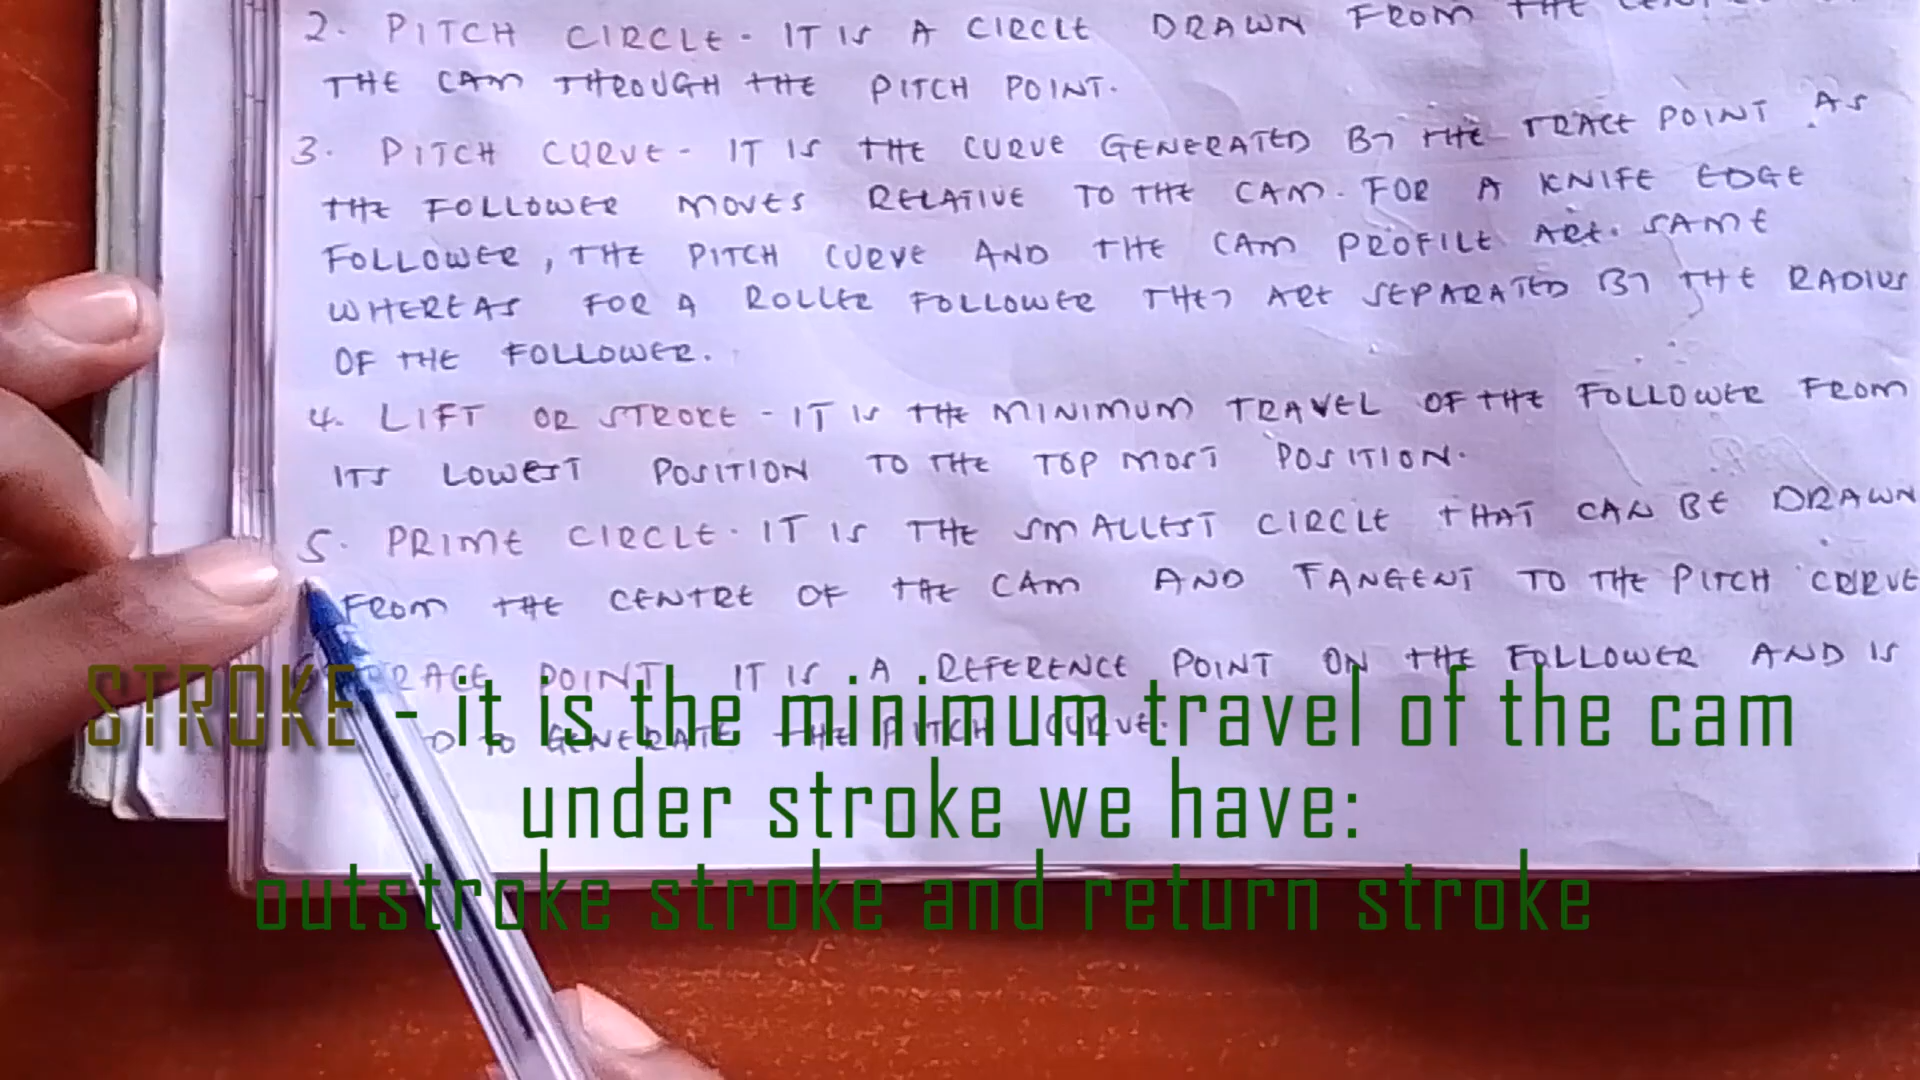 2. PITCH CIRCLE - IT IS A CIRCLE DRAWN FROM THE
THE CAM THROUGH THE PITCH POINT.
3. PITCH CURVE - IT IS THE CURVE GENERATED BY THE TRACE POINT AS
THE FOLLOWER MOVES RELATIVE TO THE CAM. FOR A KNIFE EDGE
FOLLOWER, THE PITCH CURVE AND THE CAM PROFILE ARE SAME
WHEREAS FOR A ROLLER FOLLOWER THEY ARE SEPARATED BY THE RADIUS
OF THE FOLLOWER.
4. LIFT OR STROKE - IT IS THE MINIMUM TRAVEL OF THE FOLLOWER FROM
ITS LOWEST POSITION TO THE TOP MOST POSITION.
5. PRIME CIRCLE. IT IS THE SMALLEST CIRCLE THAT CAN BE DRAWN
FROM THE CENTRE OF THE CAM AND TANGENT TO THE PITCH CURVE
POINT IT IS A REFERENCE POINT ON THE FOLLOWER AND IS
TO GENERATE THE PITCH CURVE.
STROKE - it is the minimum travel of the cam
under stroke we have:
outstroke stroke and return stroke